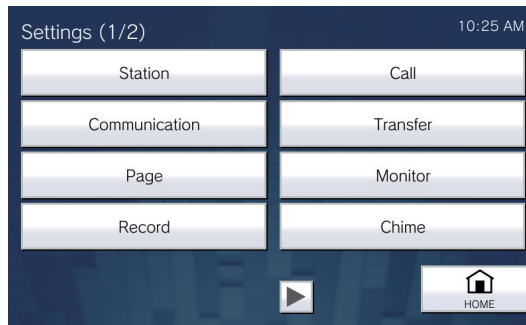 Settings (1/2)
10:25 AM
Station
Call
Communication
Transfer
Page
Monitor
Record
Chime
HOME